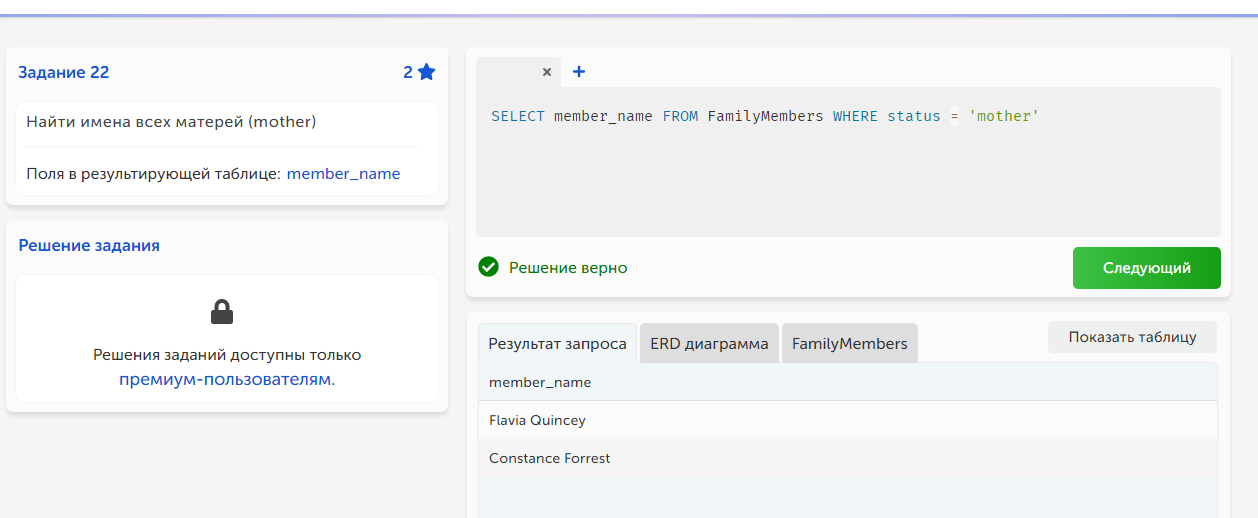 Задание 22
2
Найти имена всех матерей (mother)
Поля в результирующей таблице: member_name
Решение задания
Решения заданий доступны только
премиум-пользователям.
×
+
SELECT member_name FROM FamilyMembers WHERE status = 'mother'
Решение верно
Следующий
Результат запроса
ERD диаграмма
FamilyMembers
Показать таблицу
member_name
Flavia Quincey
Constance Forrest